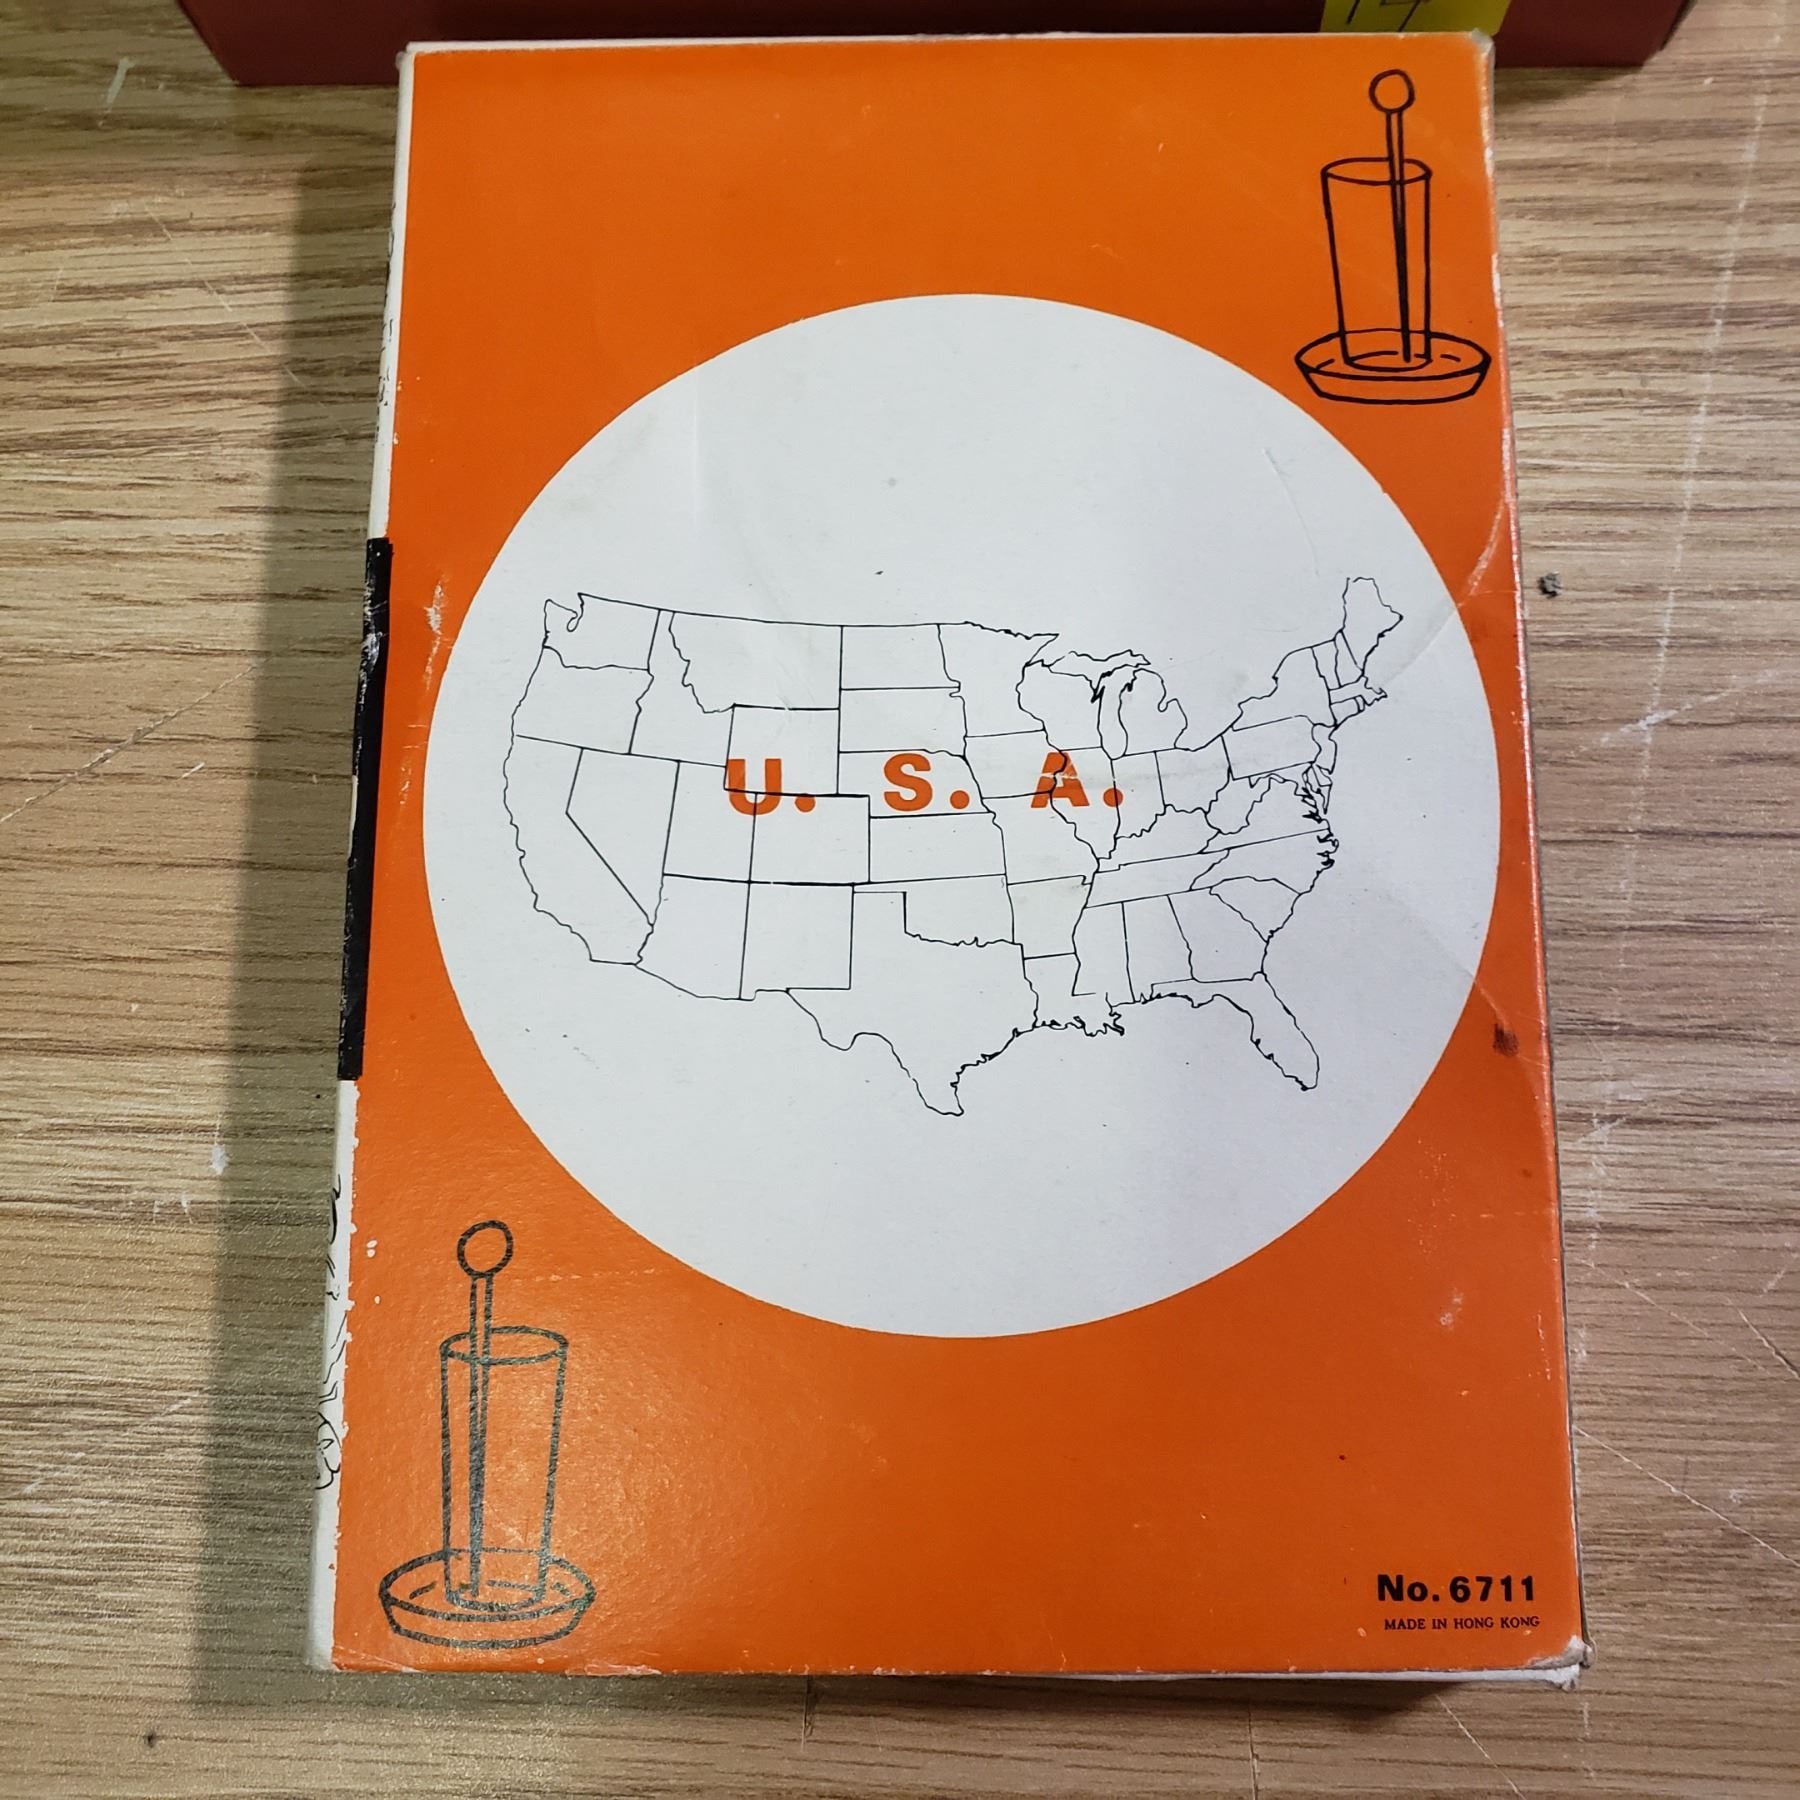 U. S. A.
No. 6711
MADE IN HONG KONG